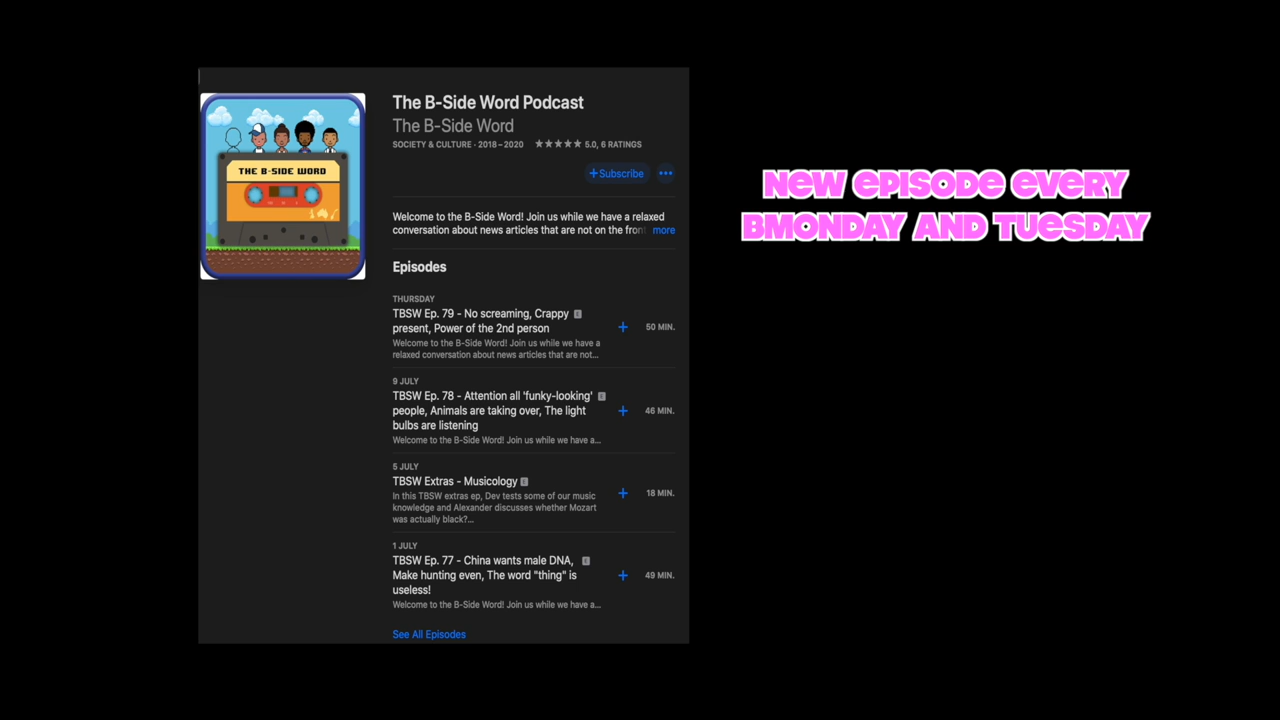 The B-Side Word Podcast
The B-Side Word
SOCIETY & CULTURE · 2018–2020 ★★★★★ 5.0, 6 RATINGS
+Subscribe •••
THE B-SIDE WORD
Welcome to the B-Side Word! Join us while we have a relaxed
conversation about news articles that are not on the front more
Episodes
THURSDAY
TBSW Ep. 79 - No screaming, Crappy E
present, Power of the 2nd person
+ 50 MIN.
Welcome to the B-Side Word! Join us while we have a
relaxed conversation about news articles that are not...
9 JULY
TBSW Ep. 78 - Attention all 'funky-looking' E
people, Animals are taking over, The light
bulbs are listening
+ 46 MIN.
Welcome to the B-Side Word! Join us while we have a...
5 JULY
TBSW Extras - Musicology E
+ 18 MIN.
In this TBSW extras ep, Dev tests some of our music
knowledge and Alexander discusses whether Mozart
was actually black?...
1 JULY
TBSW Ep. 77 - China wants male DNA, E
Make hunting even, The word "thing" is
useless!
+ 49 MIN.
Welcome to the B-Side Word! Join us while we have a...
See All Episodes
NEW EPISODE EVERY
BMONDAY AND TUESDAY